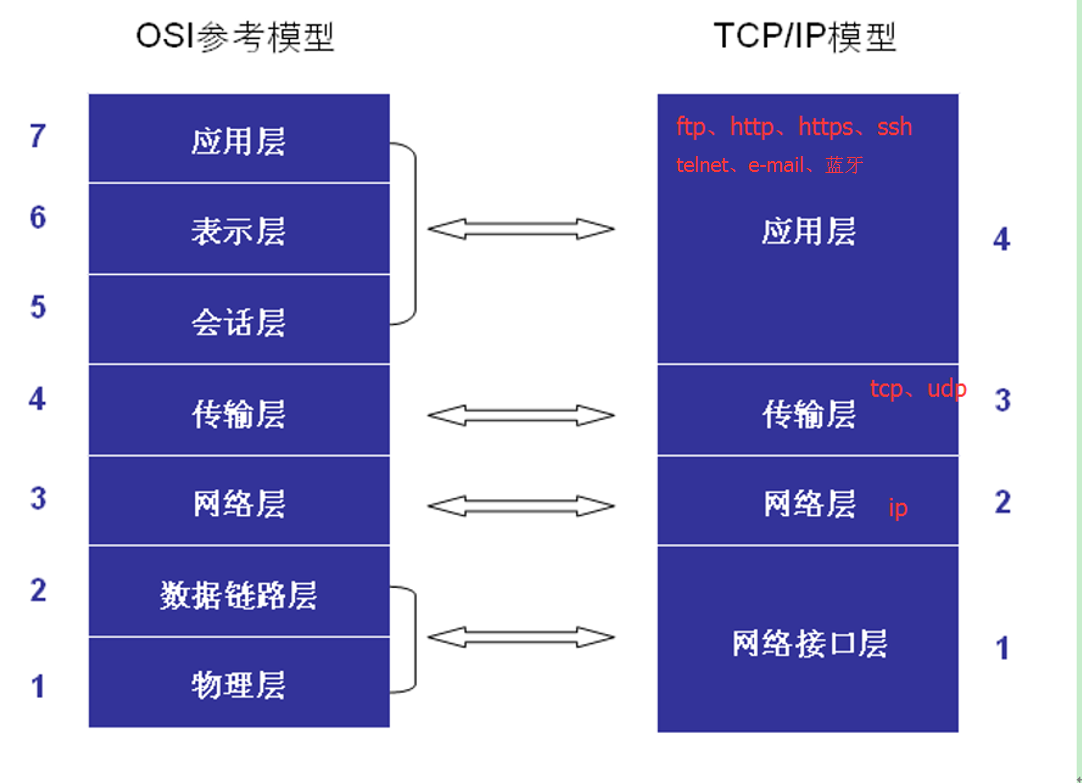 OSI参考模型
TCP/IP模型
7
应用层
6
表示层
5
会话层
4
传输层
3
网络层
2
数据链路层
1
物理层
ftp、http、https、ssh
telnet、e-mail、蓝牙
应用层
4
tcp、udp
传输层
3
网络层
ip
2
网络接口层
1